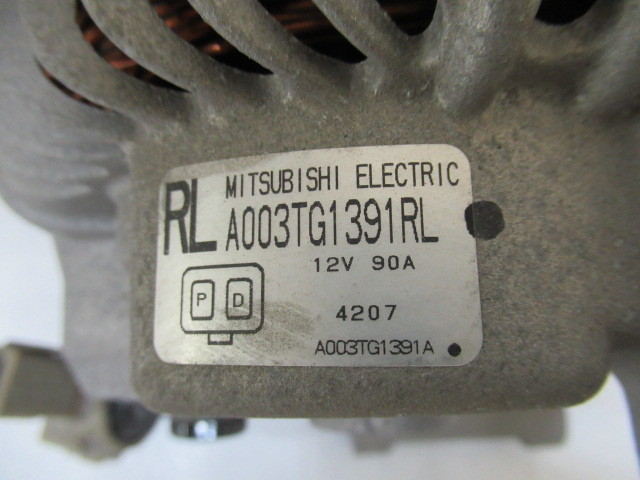 RL MITSUBISHI ELECTRIC
A003TG1391RL
12V 90A
P D
4207
A003TG1391A